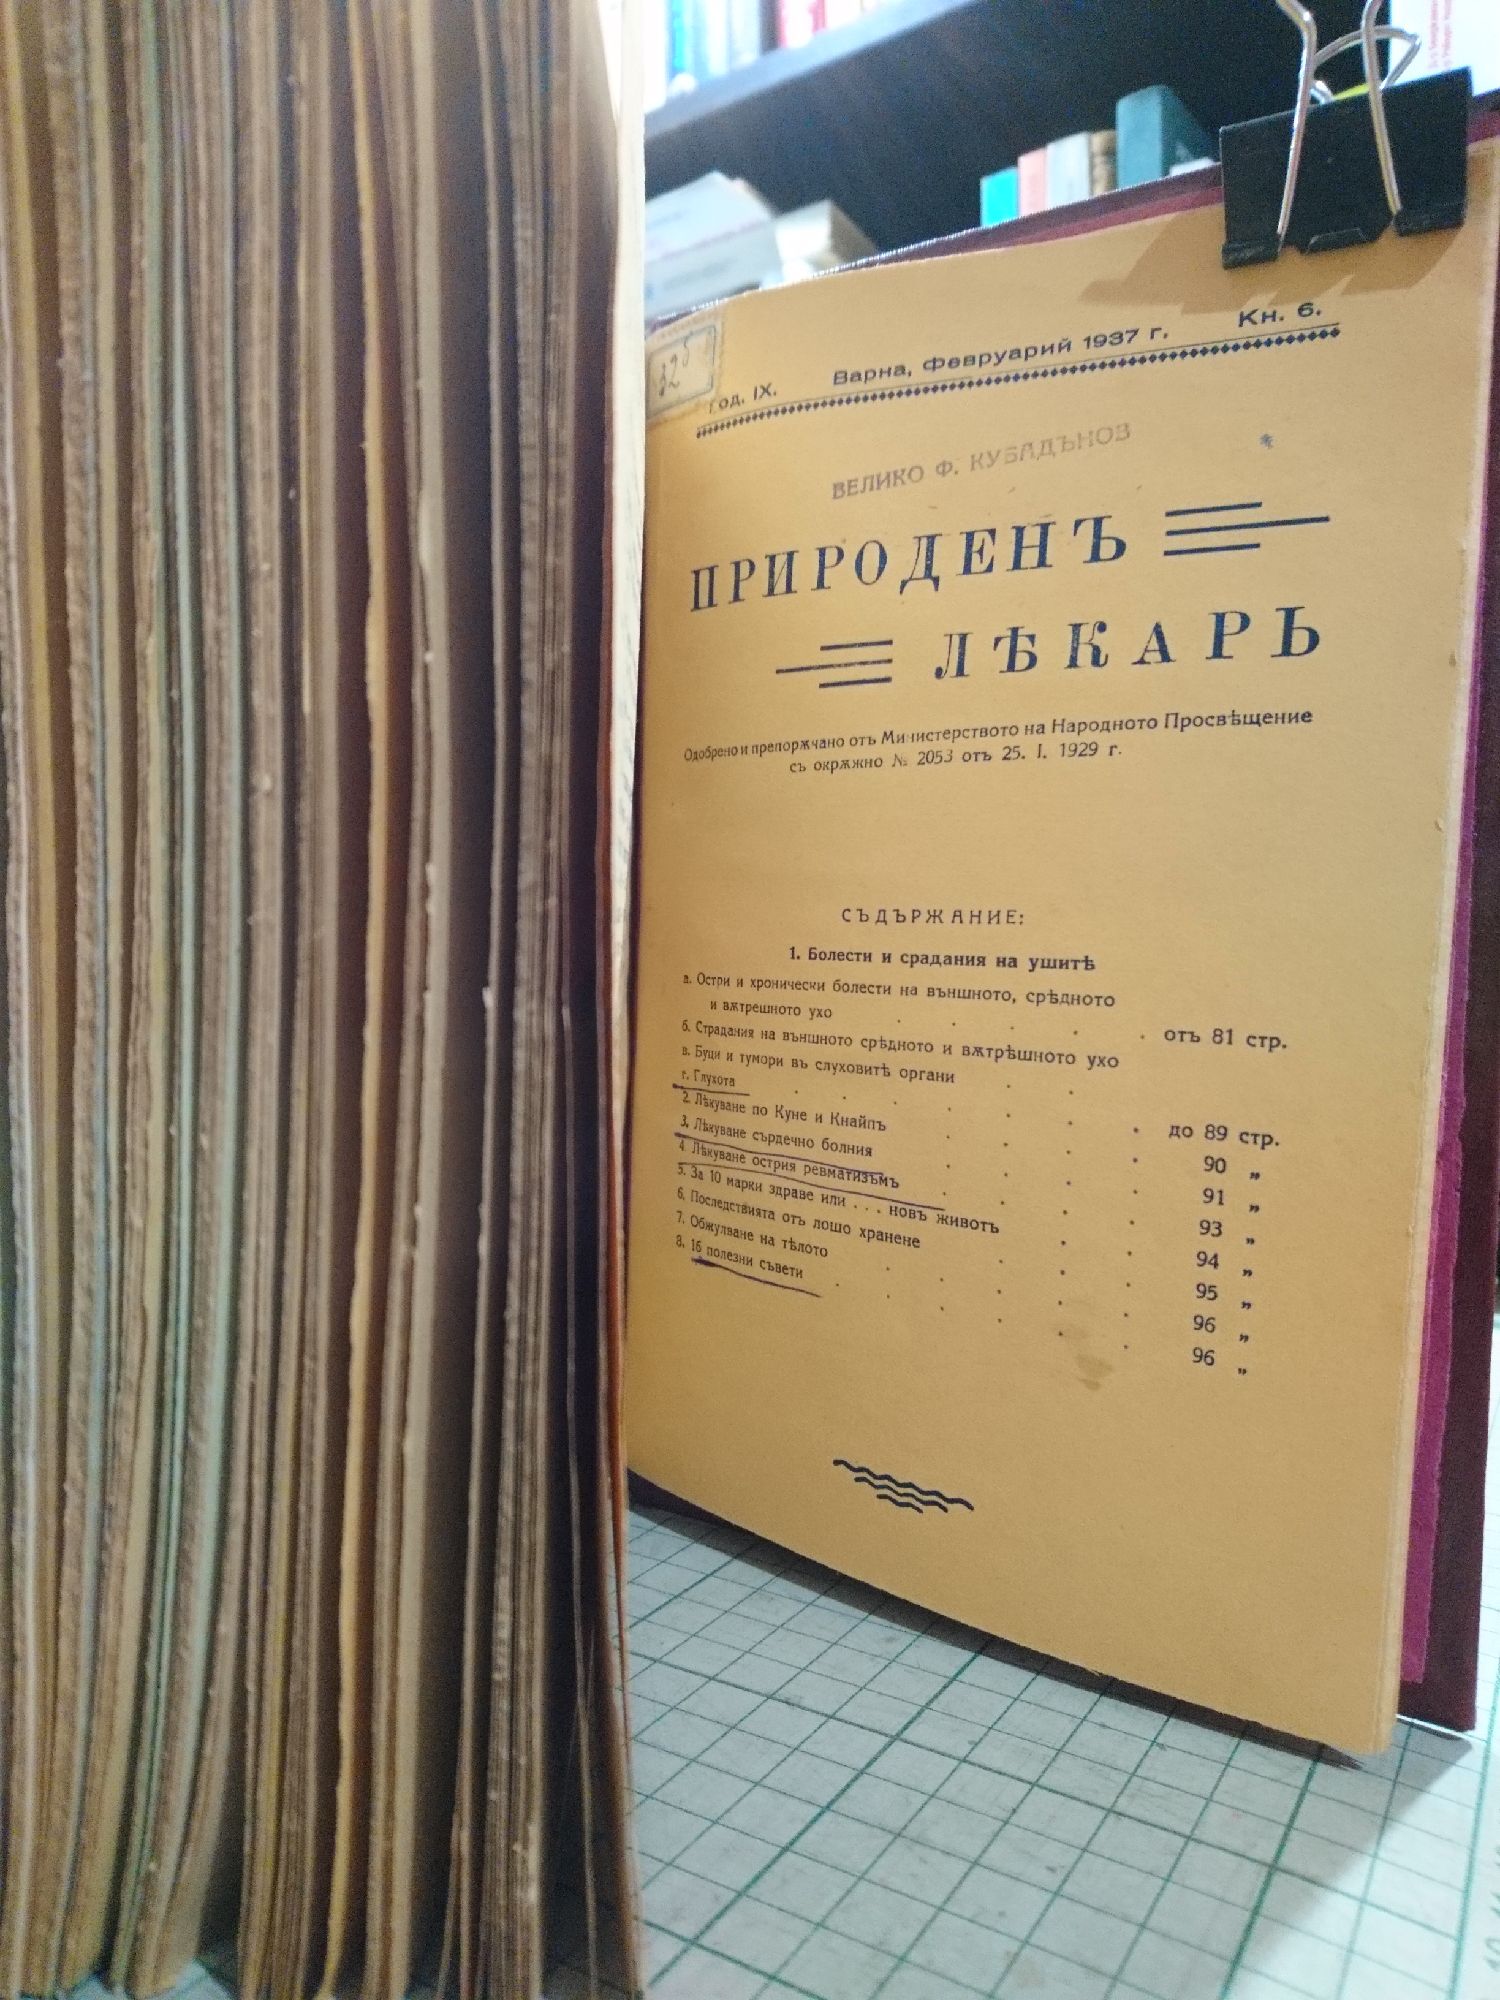 Год. IX. Варна, Февруарий 1937 г. Кн. 6.
ВЕЛИКО Ф. КУБАДЪНОВ
ПРИРОДЕНЪ
ЛѢКАРЬ
Одобрено и препорѫчано отъ Министерството на Народното Просвѣщение
съ окрѫжно № 2053 отъ 25. I. 1929 г.
СЪДЪРЖАНИЕ:
1. Болести и срадания на ушитѣ
а. Остри и хронически болести на външното, срѣдното
и вѫтрешното ухо . . . . . отъ 81 стр.
б. Страдания на външното срѣдното и вѫтрѣшното ухо
в. Буци и тумори въ слуховитѣ органи . .
г. Глухота . . . . . . . до 89 стр.
2. Лѣкуване по Куне и Кнайпъ . . . 90 „
3. Лѣкуване сърдечно болния . . . . 91 „
4 Лѣкуване острия ревматизъмъ . . . . 93 „
5. За 10 марки здраве или . . . новъ животъ . . 94 „
6. Последствията отъ лошо хранене . . . 95 „
7. Обжулване на тѣлото . . . . . 96 „
8. 16 полезни съвети . . . . . . 96 „